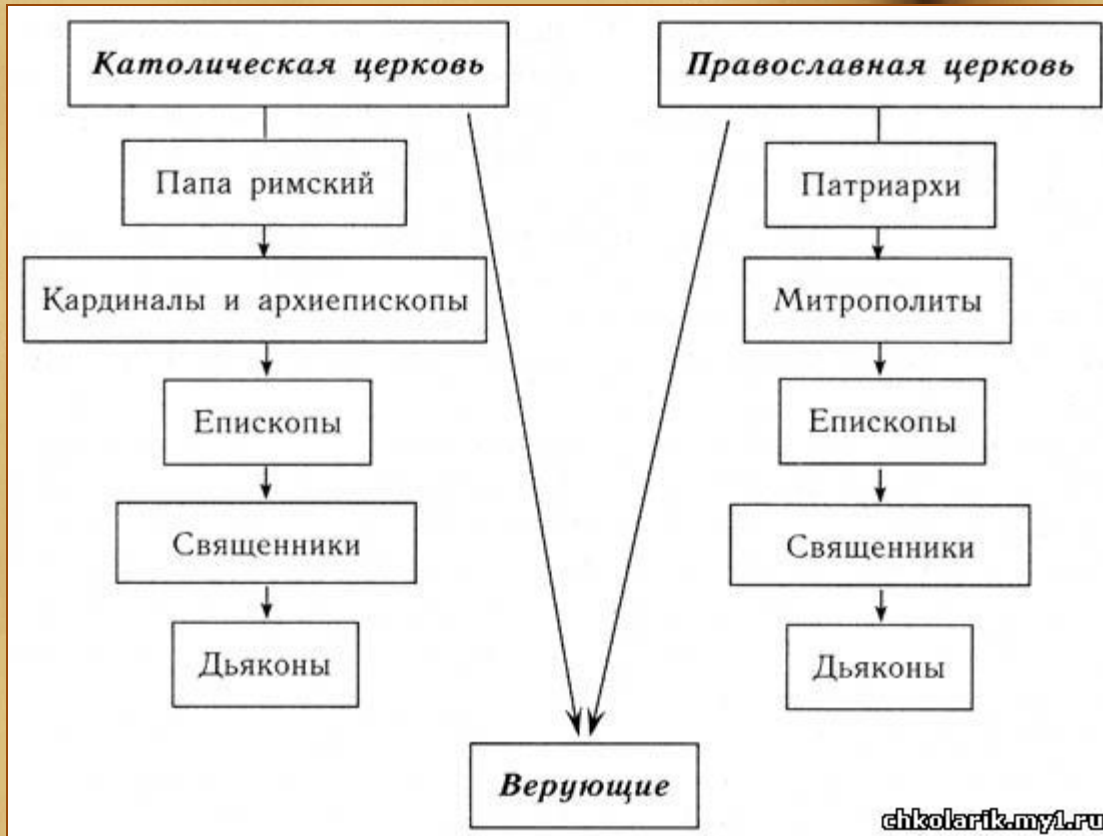 Католическая церковь
Папа римский
Кардиналы и архиепископы
Епископы
Священники
Дьяконы
Православная церковь
Патриархи
Митрополиты
Епископы
Священники
Дьяконы
Верующие
chkolarik.my1.ru